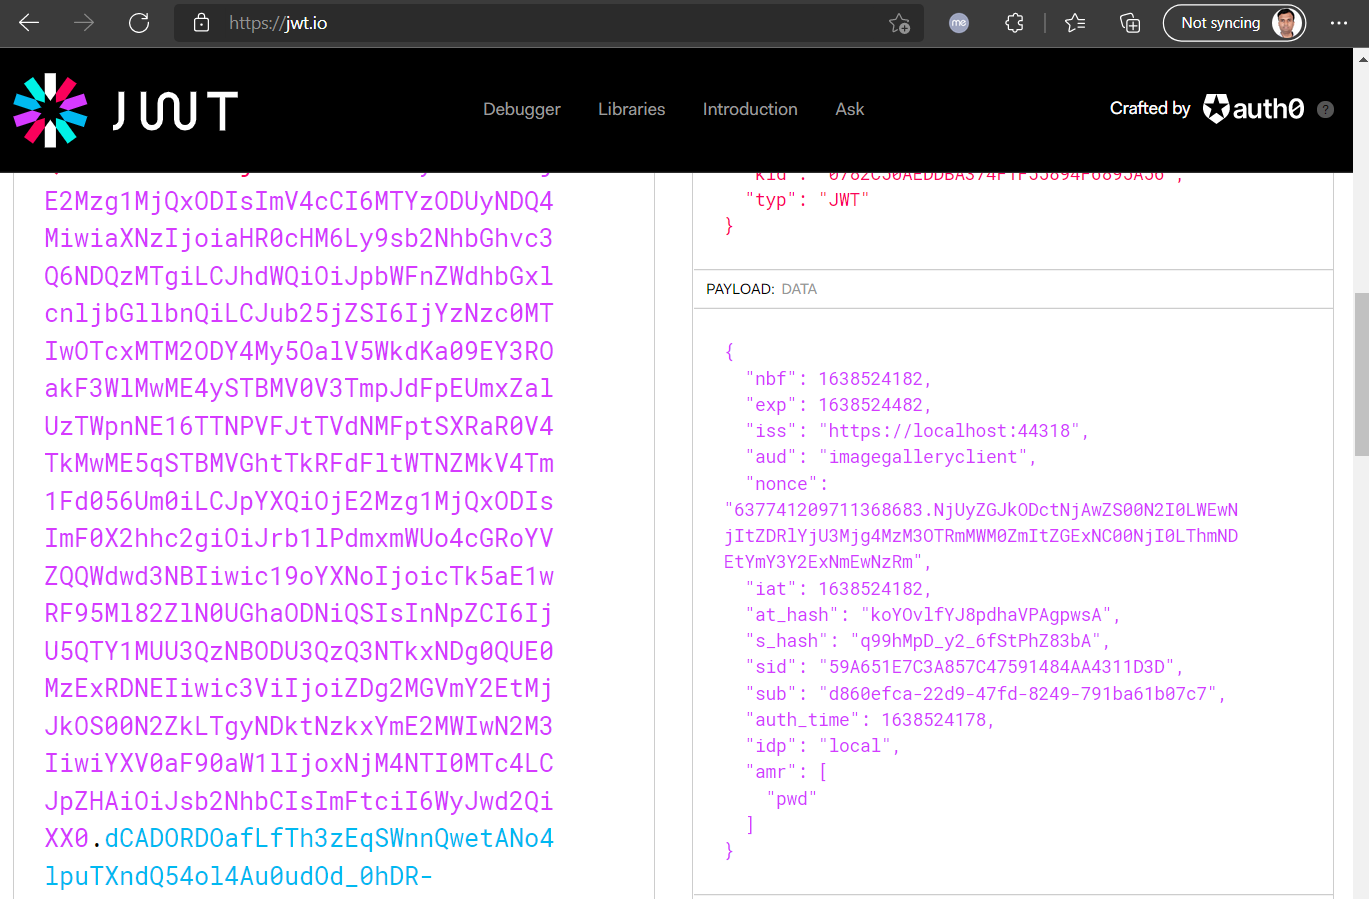 https://jwt.io
me
Not syncing
JWT
Debugger
Libraries
Introduction
Ask
Crafted by
auth0
?
E2Mzg1MjQxODIsImV4cCI6MTYzODUyNDQ4
MiwiaXNzIjoiaHR0cHM6Ly9sb2NhbGhvc3
Q6NDQzMTgiLCJhdWQiOiJpbWFnZWdhbGxl
cnljbGllbnQiLCJub25jZSI6IjYzNzc0MT
IwOTcxMTM2ODY4My5OalV5WkdKa09EY3RO
akF3WlMwME4ySTBMV0V3TmpJdFpEUmxZal
UzTWpnNE16TTNPVFJtTVdNMFptSXRaR0V4
TkMwME5qSTBMVGhtTkRFdFltWTNZMkV4Tm
1Fd056Um0iLCJpYXQiOjE2Mzg1MjQxODIs
ImF0X2hhc2giOiJrb1lPdmxmWUo4cGRoYV
ZQQWdwd3NBIiwic19oYXNoIjoicTk5aE1w
RF95Ml82ZlN0UGhaODNiQSIsInNpZCI6Ij
U5QTY1MUU3QzNBODU3QzQ3NTkxNDg0QUE0
MzExRDNEIiwic3ViIjoiZDg2MGVmY2EtMj
JkOS00N2ZkLTgyNDktNzkxYmE2MWIwN2M3
IiwiYXV0aF90aW1lIjoxNjM4NTI0MTc4LC
JpZHAiOiJsb2NhbCIsImFtciI6WyJwd2Qi
XX0.dCADORDOafLfTh3zEqSWnnQwetANo4
lpuTXndQ54ol4Au0udOd_0hDR-
"typ": "JWT"
}
PAYLOAD: DATA
{
"nbf": 1638524182,
"exp": 1638524482,
"iss": "https://localhost:44318",
"aud": "imagegalleryclient",
"nonce":
"637741209711368683.NjUyZGJkODctNjAwZS00N2I0LWEwN
jItZDRlYjU3Mjg4MzM3OTRmMWM0ZmItZGExNC00NjI0LThmND
EtYmY3Y2ExNmEwNzRm",
"iat": 1638524182,
"at_hash": "koYOvlfYJ8pdhaVPAgpwsA",
"s_hash": "q99hMpD_y2_6fStPhZ83bA",
"sid": "59A651E7C3A857C47591484AA4311D3D",
"sub": "d860efca-22d9-47fd-8249-791ba61b07c7",
"auth_time": 1638524178,
"idp": "local",
"amr": [
"pwd"
]
}